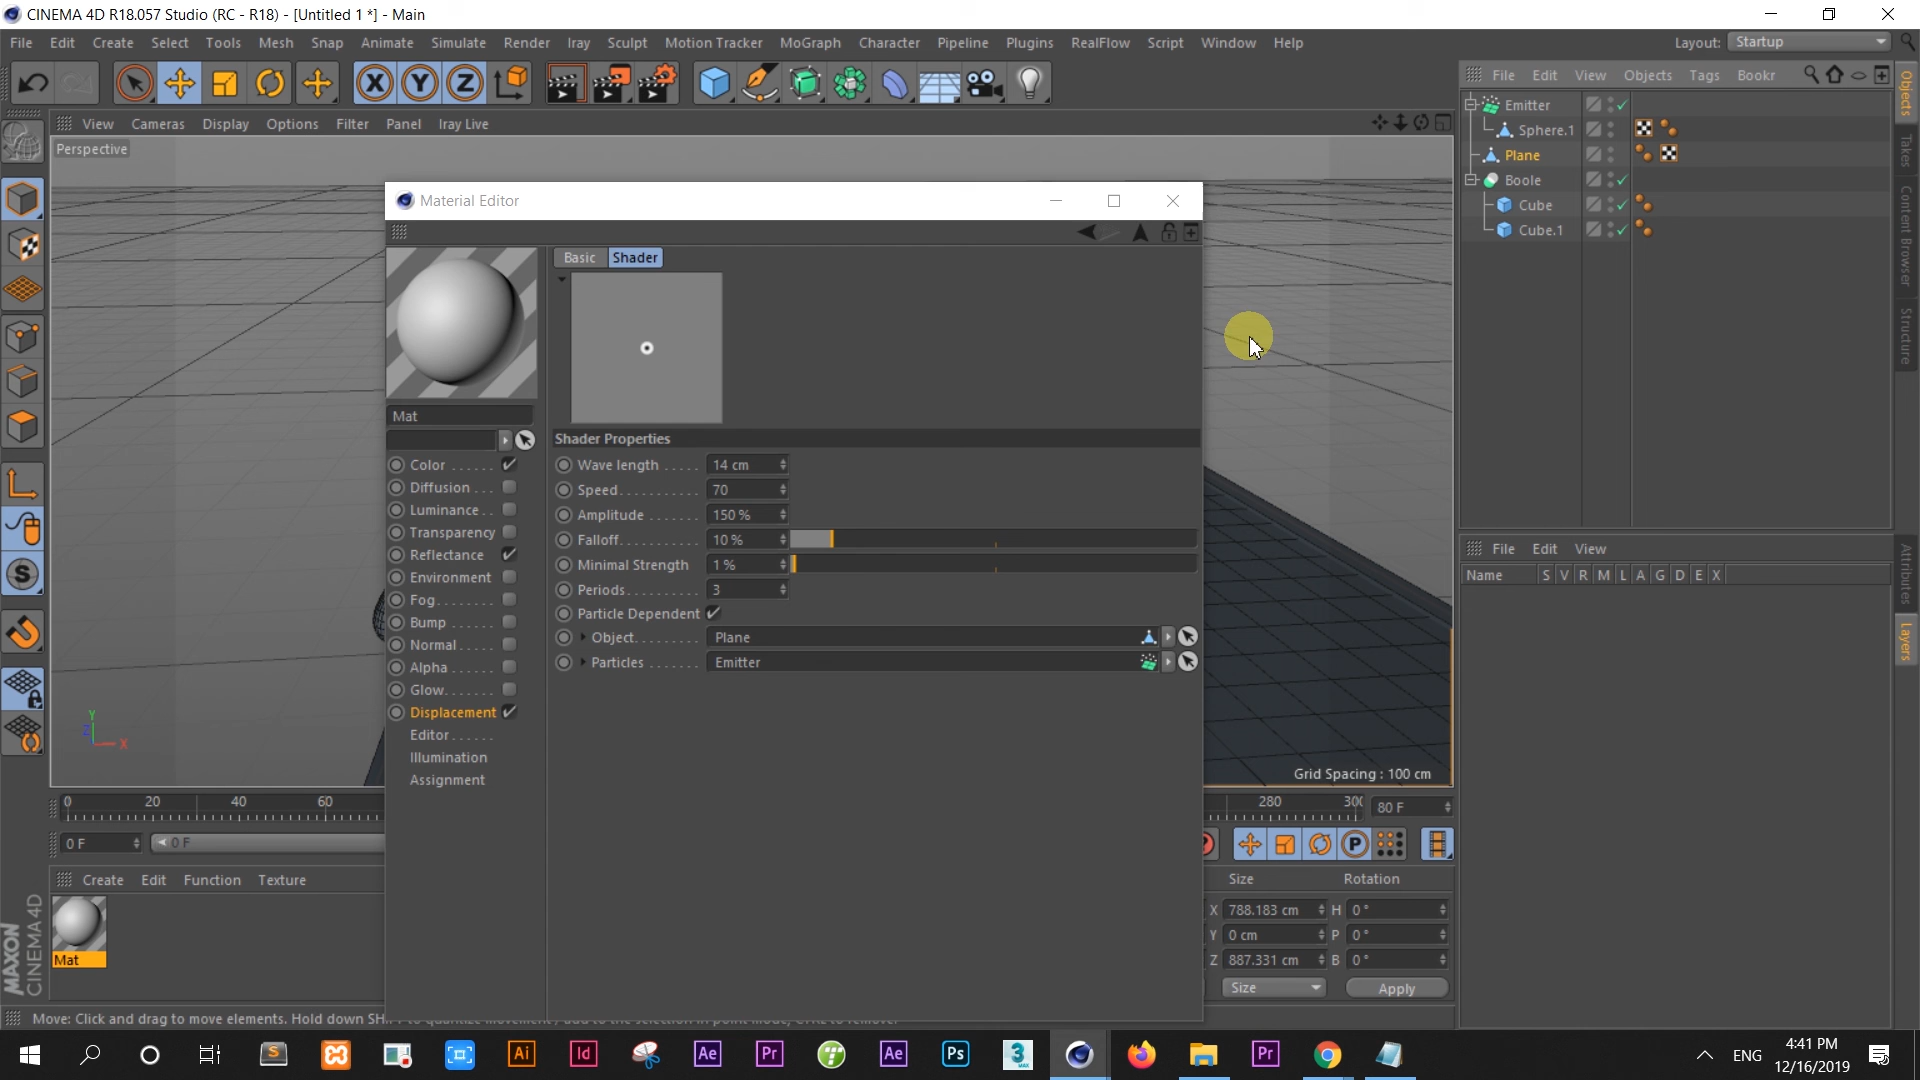 CINEMA 4D R18.057 Studio (RC - R18) - [Untitled 1 *] - Main
File Edit Create Select Tools Mesh Snap Animate Simulate Render Iray Sculpt Motion Tracker MoGraph Character Pipeline Plugins RealFlow Script Window Help
Layout: Startup
File Edit View Objects Tags Bookr
View Cameras Display Options Filter Panel Iray Live
Perspective
Emitter
Sphere.1
Plane
Boole
Cube
Cube.1
Objects
Takes
Content Browser
Structure
Material Editor
Basic Shader
Mat
Shader Properties
Color
Diffusion
Luminance
Transparency
Reflectance
Environment
Fog
Bump
Normal
Alpha
Glow
Displacement
Editor
Illumination
Assignment
Wave length 14 cm
Speed 70
Amplitude 150 %
Falloff 10 %
Minimal Strength 1 %
Periods 3
Particle Dependent
Object Plane
Particles Emitter
File Edit View
Name S V R M L A G D E X
Attributes
Layers
Y
Z
X
Grid Spacing : 100 cm
0 20 40 60
280 300
80 F
0 F
0 F
Create Edit Function Texture
Mat
MAXON
CINEMA 4D
Size Rotation
X 788.183 cm H 0 °
Y 0 cm P 0 °
Z 887.331 cm B 0 °
Size Apply
Move: Click and drag to move elements. Hold down
ENG
4:41 PM
12/16/2019